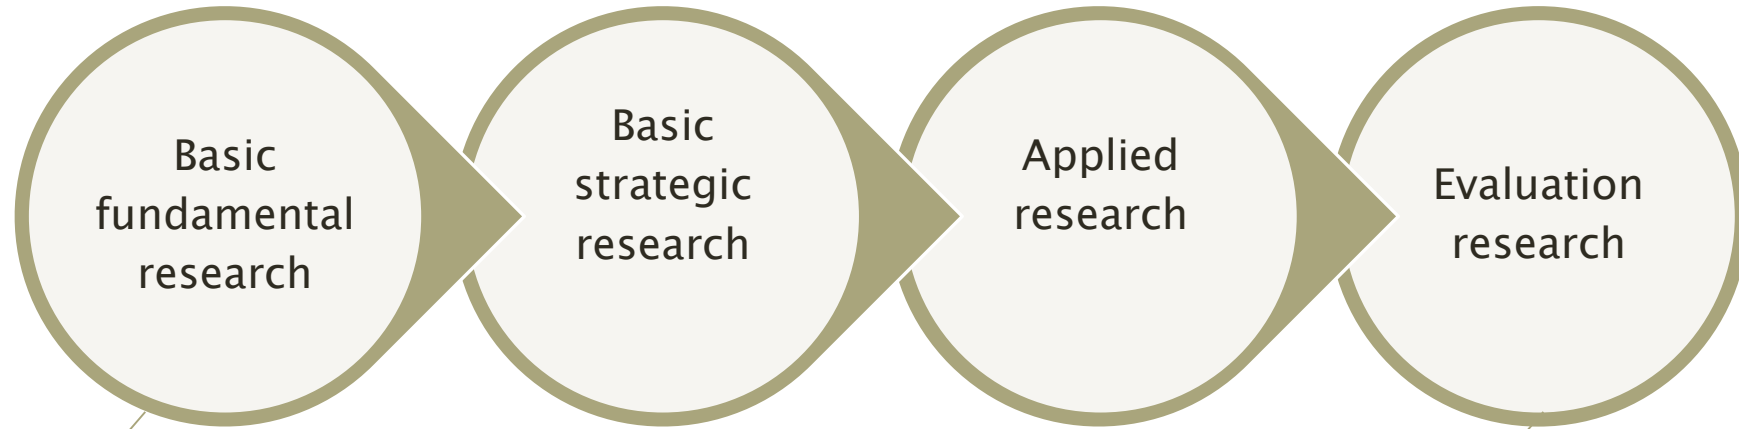 Basic
fundamental
research
Basic
strategic
research
Applied
research
Evaluation
research